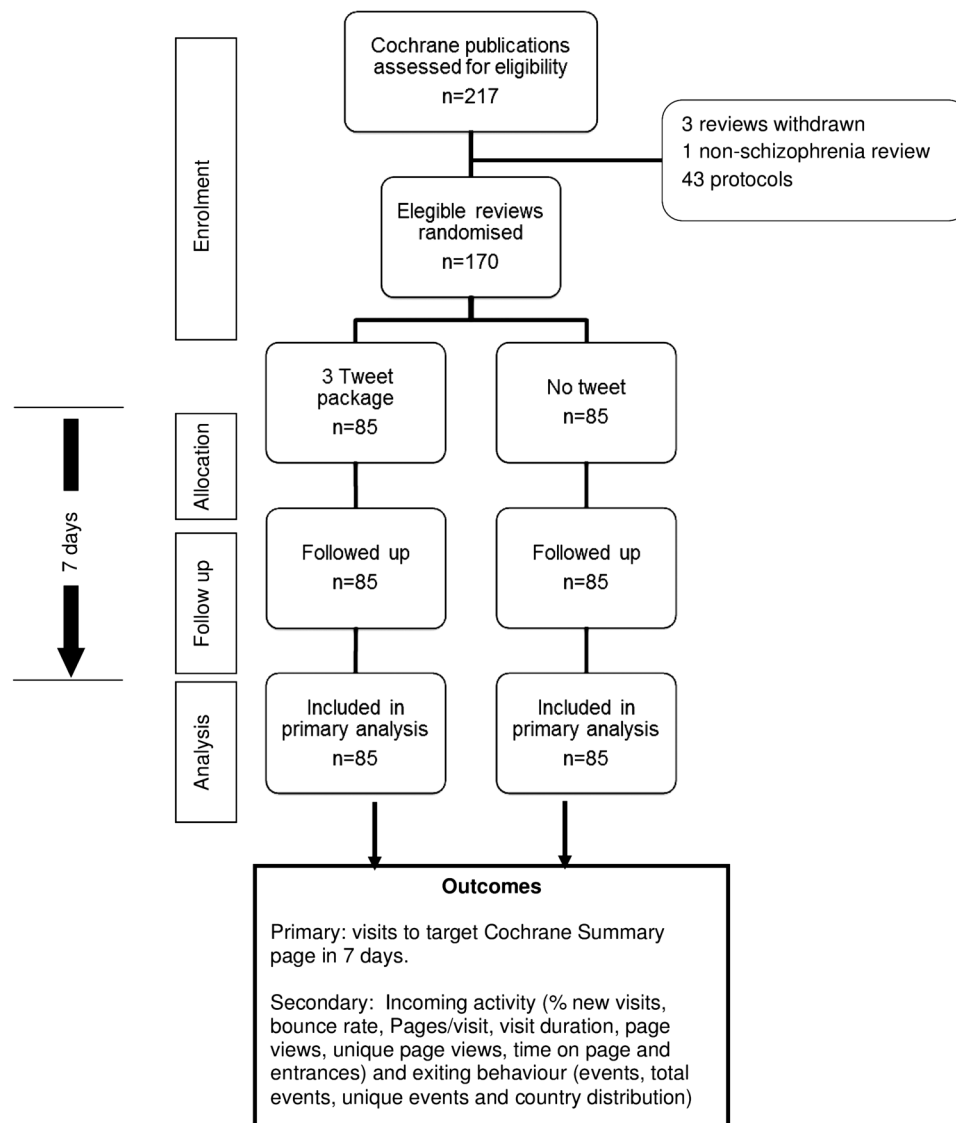 Cochrane publications
assessed for eligibility
n=217
3 reviews withdrawn
1 non-schizophrenia review
43 protocols
Enrolment
Elegible reviews
randomised
n=170
3 Tweet
package
n=85
No tweet
n=85
7 days
Allocation
Followed up
n=85
Followed up
n=85
Follow up
Included in
primary analysis
n=85
Included in
primary analysis
n=85
Analysis
Outcomes
Primary: visits to target Cochrane Summary
page in 7 days.
Secondary: Incoming activity (% new visits,
bounce rate, Pages/visit, visit duration, page
views, unique page views, time on page and
entrances) and exiting behaviour (events, total
events, unique events and country distribution)